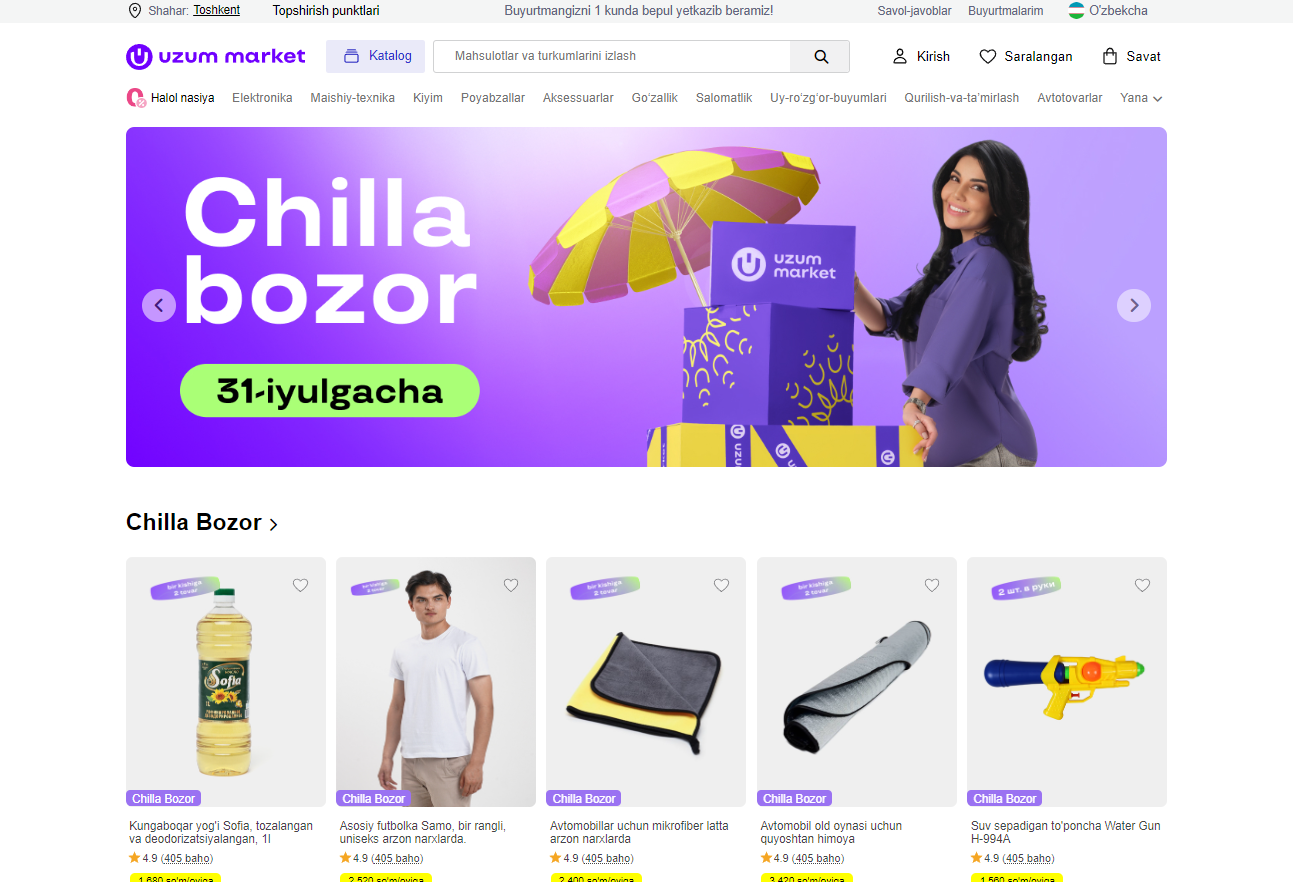 Shahar: Toshkent Topshirish punktlari Buyurtmangizni 1 kunda bepul yetkazib beramiz! Savol-javoblar Buyurtmalarim O'zbekcha
uzum market Katalog Mahsulotlar va turkumlarini izlash Kirish Saralangan Savat
Halol nasiya Elektronika Maishiy-texnika Kiyim Poyabzallar Aksessuarlar Go‘zallik Salomatlik Uy-ro‘zg‘or-buyumlari Qurilish-va-ta’mirlash Avtotovarlar Yana
Chilla
bozor
31-iyulgacha
uzum
market
uzum
Chilla Bozor
bir kishiga
2 tovar
bir kishiga
2 tovar
bir kishiga
2 tovar
bir kishiga
2 tovar
2 шт. в руки
Sofia
1L
Chilla Bozor Chilla Bozor Chilla Bozor Chilla Bozor Chilla Bozor
Kungaboqar yog'i Sofia, tozalangan
va deodorizatsiyalangan, 1l
4.9 (405 baho)
1 680 so'm/oyiga
Asosiy futbolka Samo, bir rangli,
uniseks arzon narxlarda.
4.9 (405 baho)
2 520 so'm/oyiga
Avtomobillar uchun mikrofiber latta
arzon narxlarda
4.9 (405 baho)
2 400 so'm/oyiga
Avtomobil old oynasi uchun
quyoshtan himoya
4.9 (405 baho)
3 420 so'm/oyiga
Suv sepadigan to'poncha Water Gun
H-994A
4.9 (405 baho)
1 560 so'm/oyiga